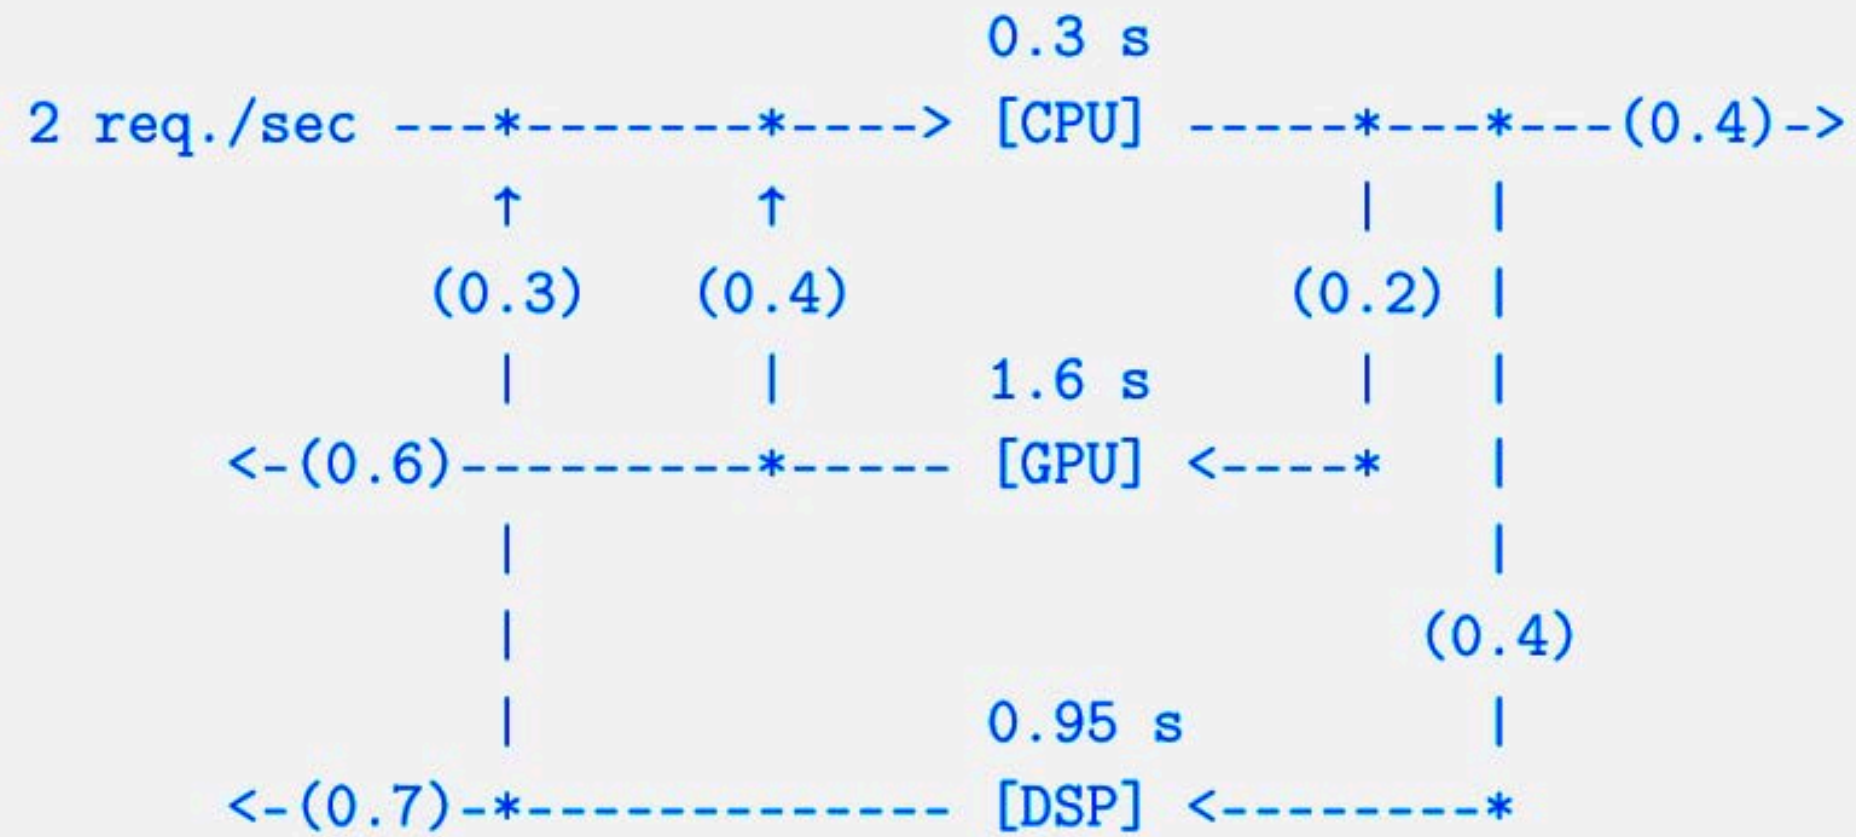 0.3 s
2 req./sec ---*-------*----> [CPU] -----*---*---(0.4)->
↑ ↑ | |
(0.3) (0.4) (0.2) |
| | 1.6 s | |
<-(0.6)---------*----- [GPU] <----* |
| |
| (0.4)
| 0.95 s |
<-(0.7)-*------------- [DSP] <--------*